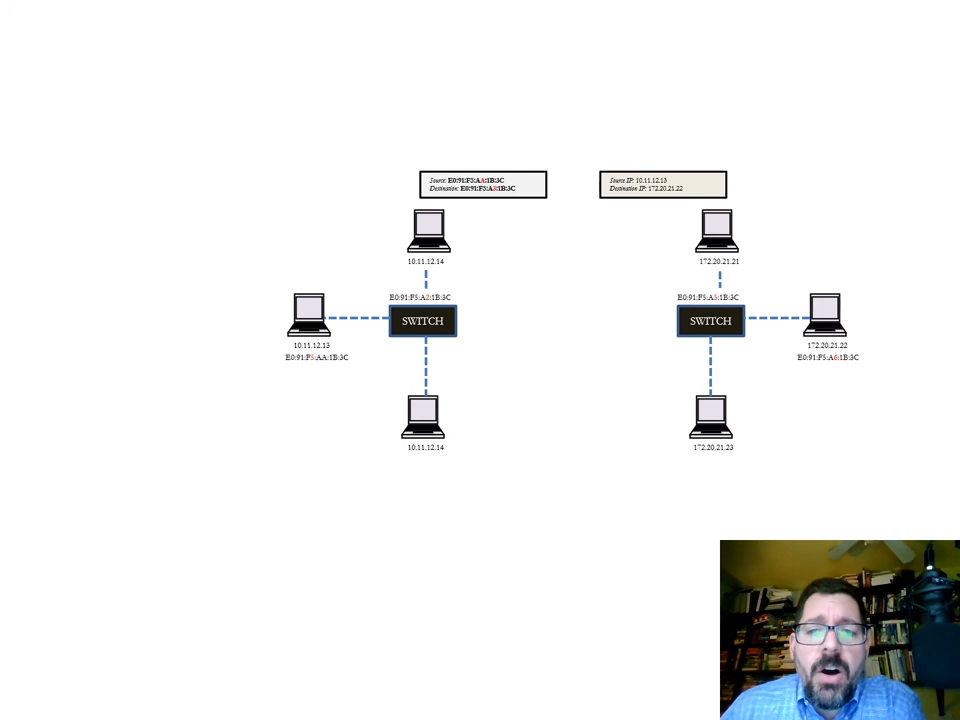 Source: E0:91:F5:AA:1B:3C
Destination: E0:91:F5:A3:1B:3C
Source IP: 10.11.12.13
Destination IP: 172.20.21.22
10.11.12.14
172.20.21.21
E0:91:F5:A2:1B:3C
E0:91:F5:A5:1B:3C
SWITCH
SWITCH
10.11.12.13
E0:91:F5:AA:1B:3C
172.20.21.22
E0:91:F5:A6:1B:3C
10.11.12.14
172.20.21.23